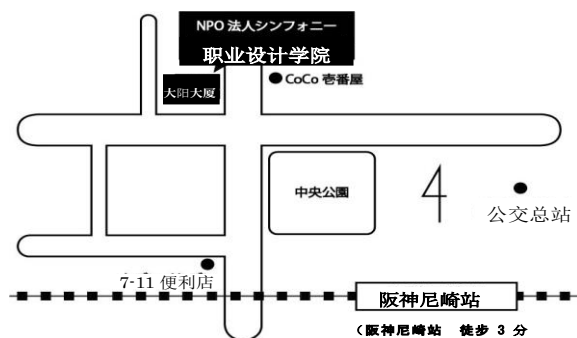 NPO 法人シンフォニー
职业设计学院
大阳大厦
CoCo 壱番屋
中央公園
公交总站
7-11 便利店
阪神尼崎站
（阪神尼崎站 徒步 3 分